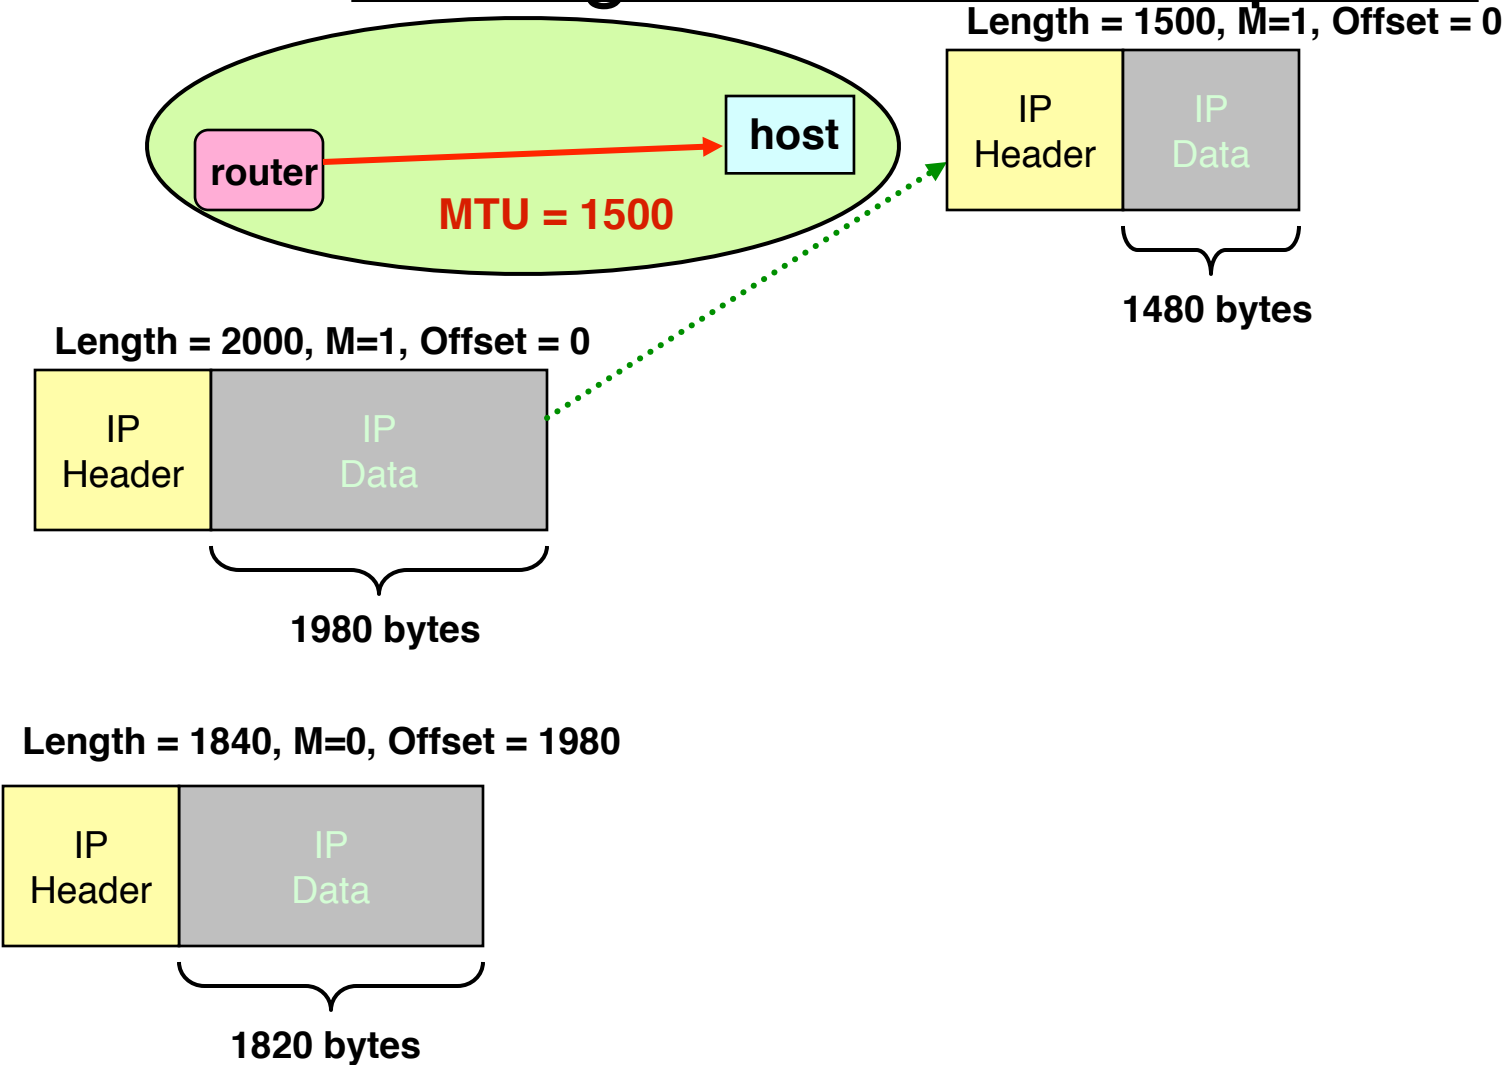 Length = 1500, M=1, Offset = 0
IP
Header
IP
Data
1480 bytes
router
host
MTU = 1500
Length = 2000, M=1, Offset = 0
IP
Header
IP
Data
1980 bytes
Length = 1840, M=0, Offset = 1980
IP
Header
IP
Data
1820 bytes